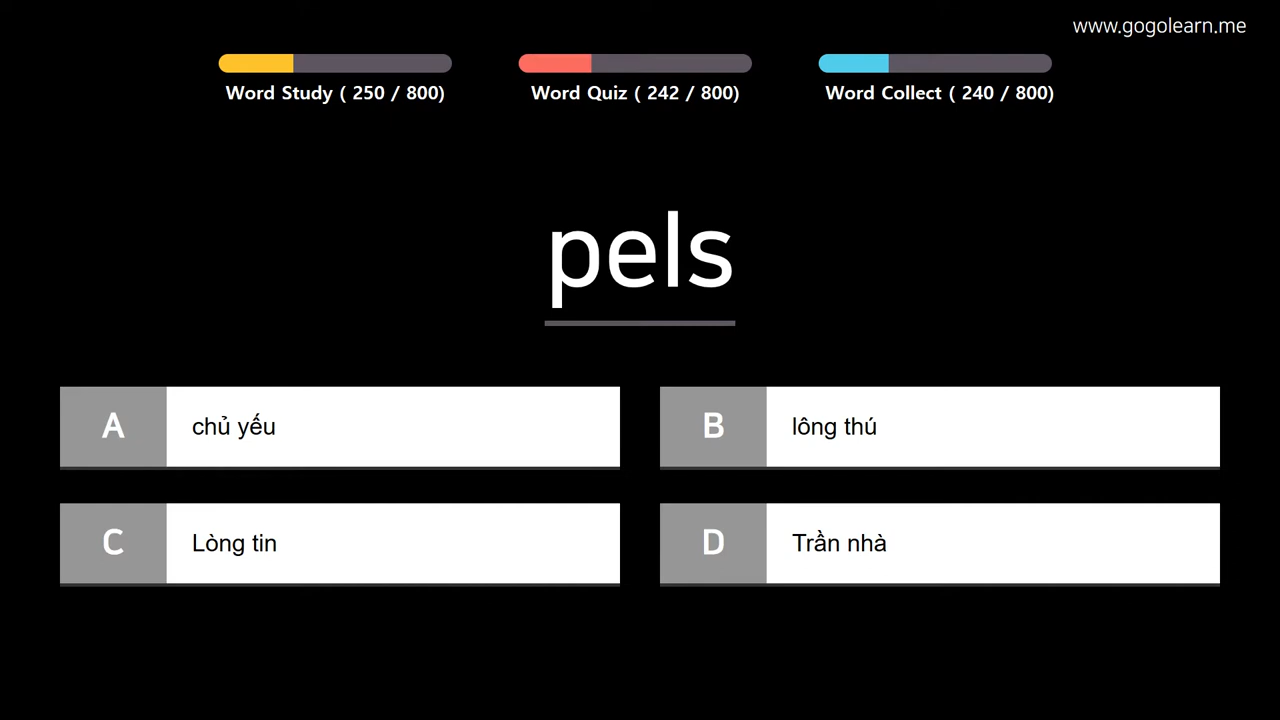 www.gogolearn.me
Word Study ( 250 / 800)
Word Quiz ( 242 / 800)
Word Collect ( 240 / 800)
pels
A chủ yếu
B lông thú
C Lòng tin
D Trần nhà